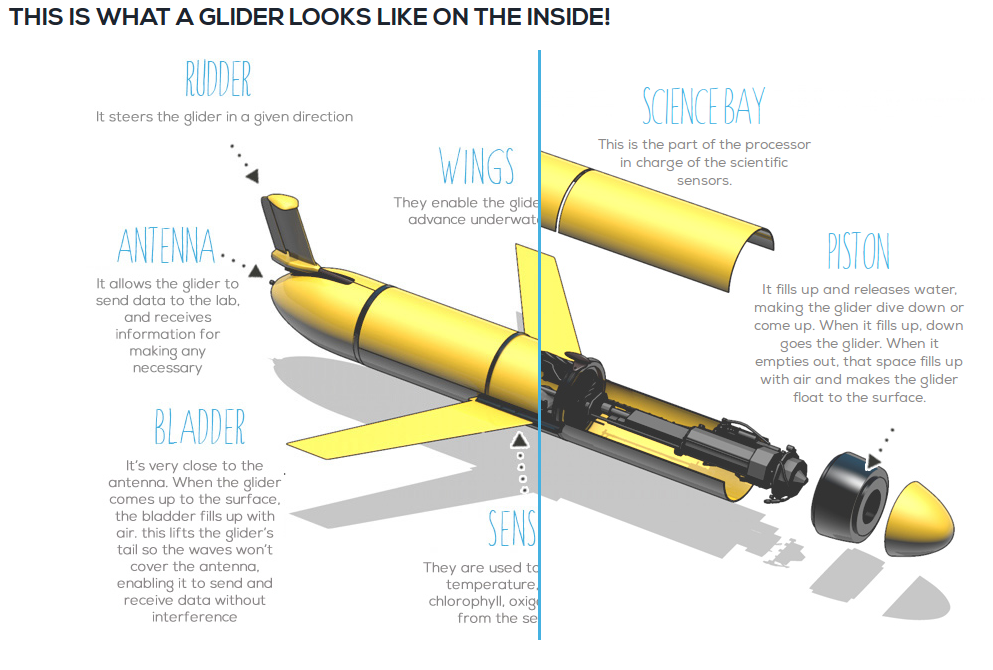 THIS IS WHAT A GLIDER LOOKS LIKE ON THE INSIDE!
RUDDER
It steers the glider in a given direction
WINGS
They enable the glide
advance underwat
ANTENNA
It allows the glider to
send data to the lab,
and receives
information for
making any
necessary
BLADDER
It's very close to the
antenna. When the glider
comes up to the surface,
the bladder fills up with
air. this lifts the glider's
tail so the waves won't
cover the antenna,
enabling it to send and
receive data without
interference
SENS
They are used to
temperature,
chlorophyll, oxig
from the se
SCIENCE BAY
This is the part of the processor
in charge of the scientific
sensors.
PISTON
It fills up and releases water,
making the glider dive down or
come up. When it fills up, down
goes the glider. When it
empties out, that space fills up
with air and makes the glider
float to the surface.